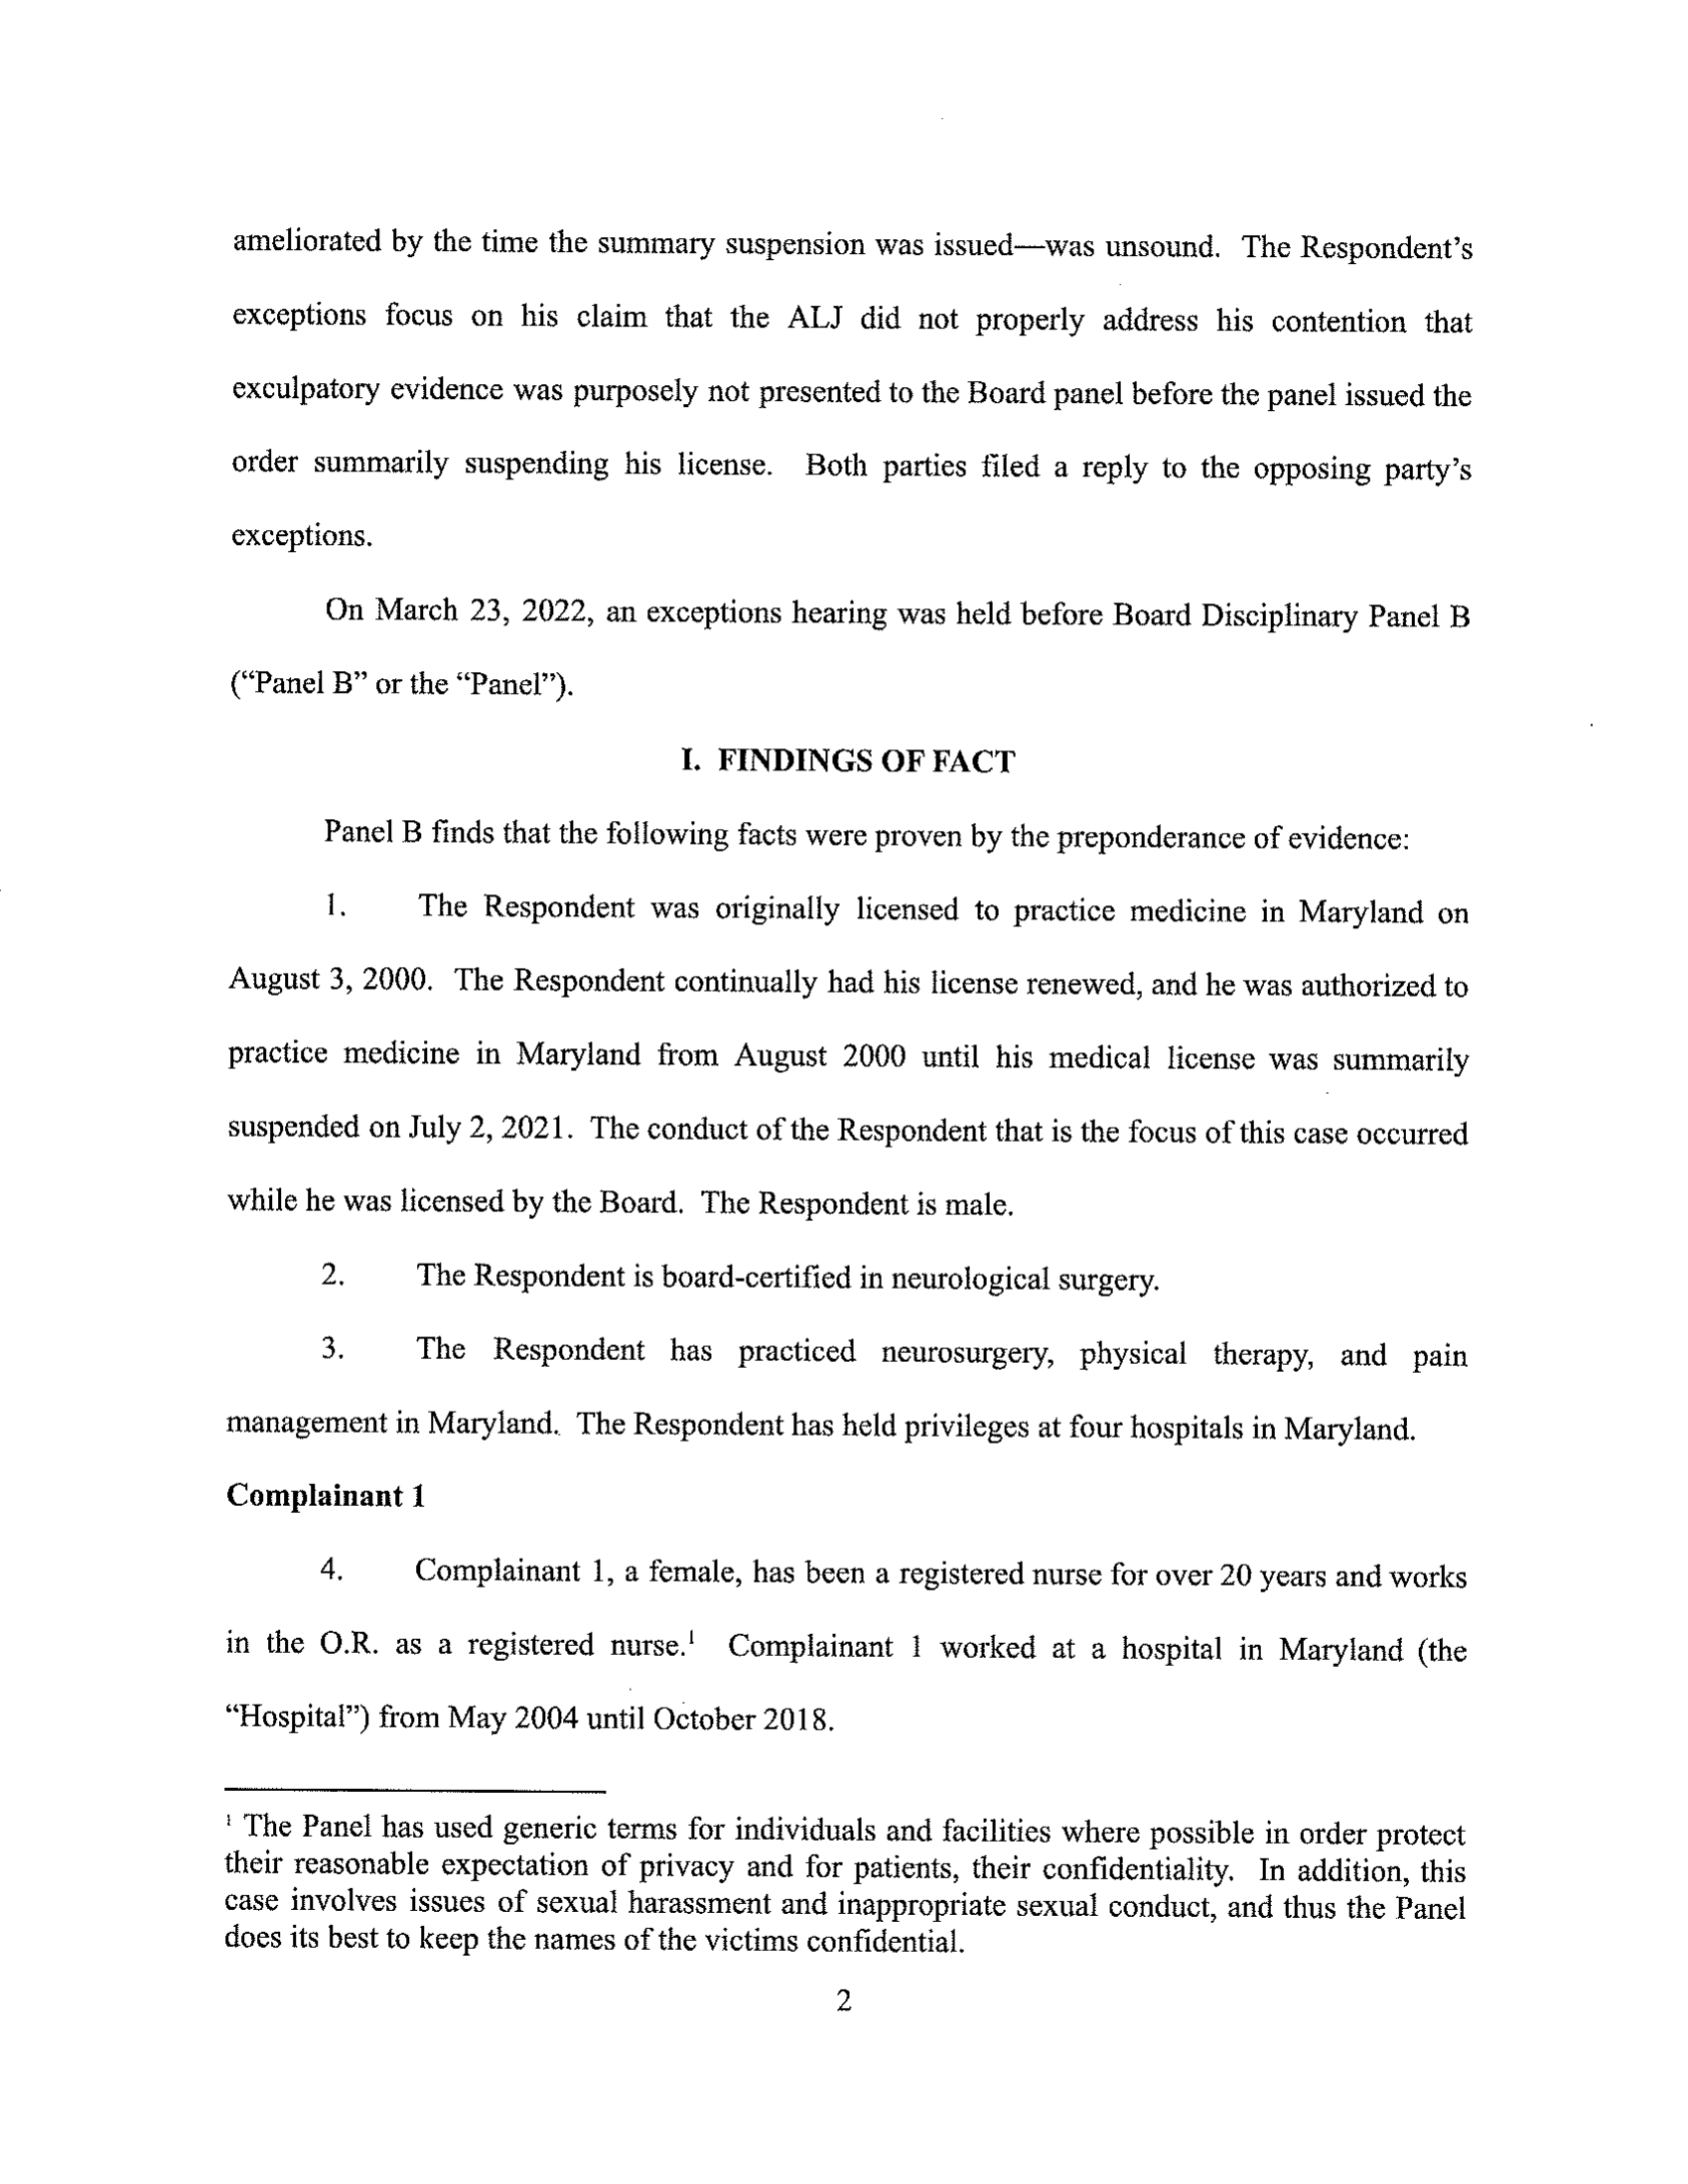 ameliorated by the time the summary suspension was issued—was unsound. The Respondent's
exceptions focus on his claim that the ALJ did not properly address his contention that
exculpatory evidence was purposely not presented to the Board panel before the panel issued the
order summarily suspending his license. Both parties filed a reply to the opposing party's
exceptions.
On March 23, 2022, an exceptions hearing was held before Board Disciplinary Panel B
("Panel B" or the "Panel").
I. FINDINGS OF FACT
Panel B finds that the following facts were proven by the preponderance of evidence:
1. The Respondent was originally licensed to practice medicine in Maryland on
August 3, 2000. The Respondent continually had his license renewed, and he was authorized to
practice medicine in Maryland from August 2000 until his medical license was summarily
suspended on July 2, 2021. The conduct of the Respondent that is the focus of this case occurred
while he was licensed by the Board. The Respondent is male.
2. The Respondent is board-certified in neurological surgery.
3. The Respondent has practiced neurosurgery, physical therapy, and pain
management in Maryland. The Respondent has held privileges at four hospitals in Maryland.
Complainant 1
4. Complainant 1, a female, has been a registered nurse for over 20 years and works
in the O.R. as a registered nurse.¹ Complainant 1 worked at a hospital in Maryland (the
"Hospital") from May 2004 until October 2018.
¹ The Panel has used generic terms for individuals and facilities where possible in order protect
their reasonable expectation of privacy and for patients, their confidentiality. In addition, this
case involves issues of sexual harassment and inappropriate sexual conduct, and thus the Panel
does its best to keep the names of the victims confidential.
2